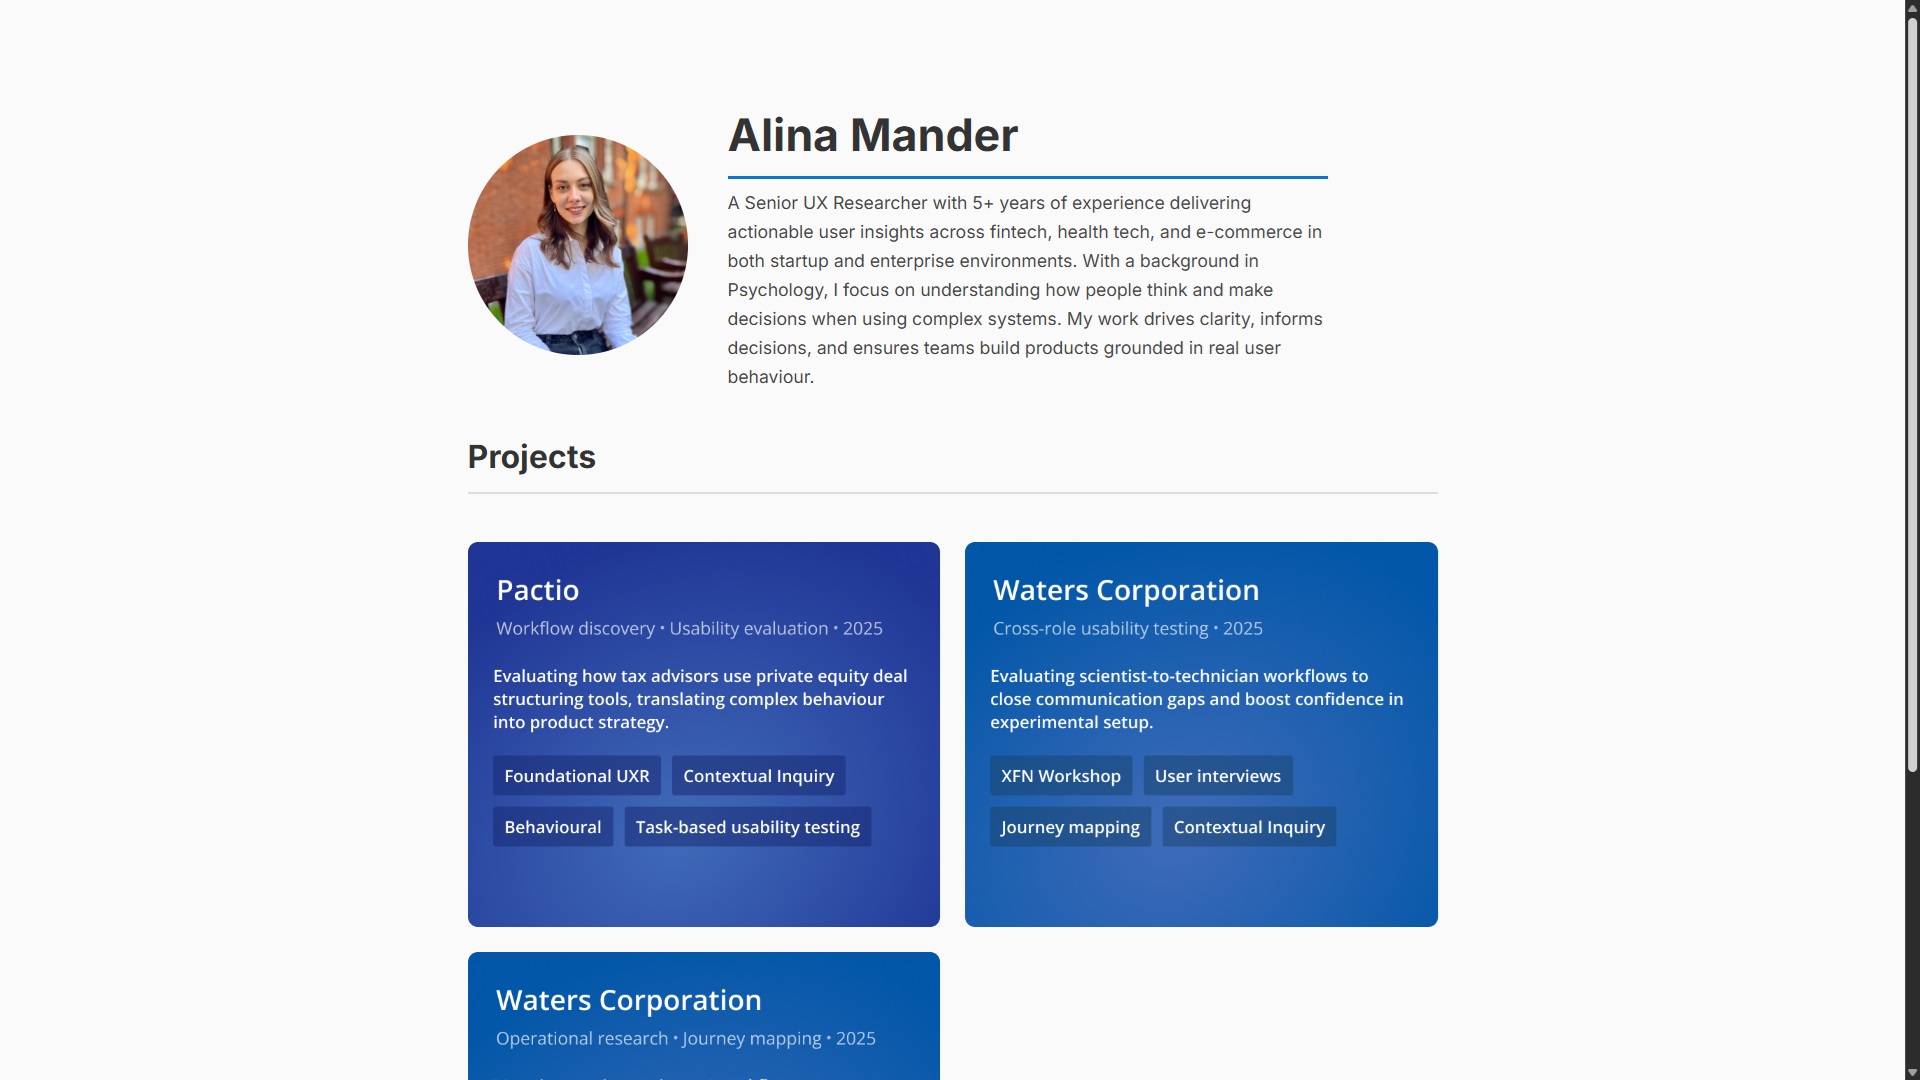 Alina Mander
A Senior UX Researcher with 5+ years of experience delivering
actionable user insights across fintech, health tech, and e-commerce in
both startup and enterprise environments. With a background in
Psychology, I focus on understanding how people think and make
decisions when using complex systems. My work drives clarity, informs
decisions, and ensures teams build products grounded in real user
behaviour.
Projects
Pactio
Workflow discovery • Usability evaluation • 2025
Evaluating how tax advisors use private equity deal
structuring tools, translating complex behaviour
into product strategy.
Foundational UXR
Contextual Inquiry
Behavioural
Task-based usability testing
Waters Corporation
Cross-role usability testing • 2025
Evaluating scientist-to-technician workflows to
close communication gaps and boost confidence in
experimental setup.
XFN Workshop
User interviews
Journey mapping
Contextual Inquiry
Waters Corporation
Operational research • Journey mapping • 2025